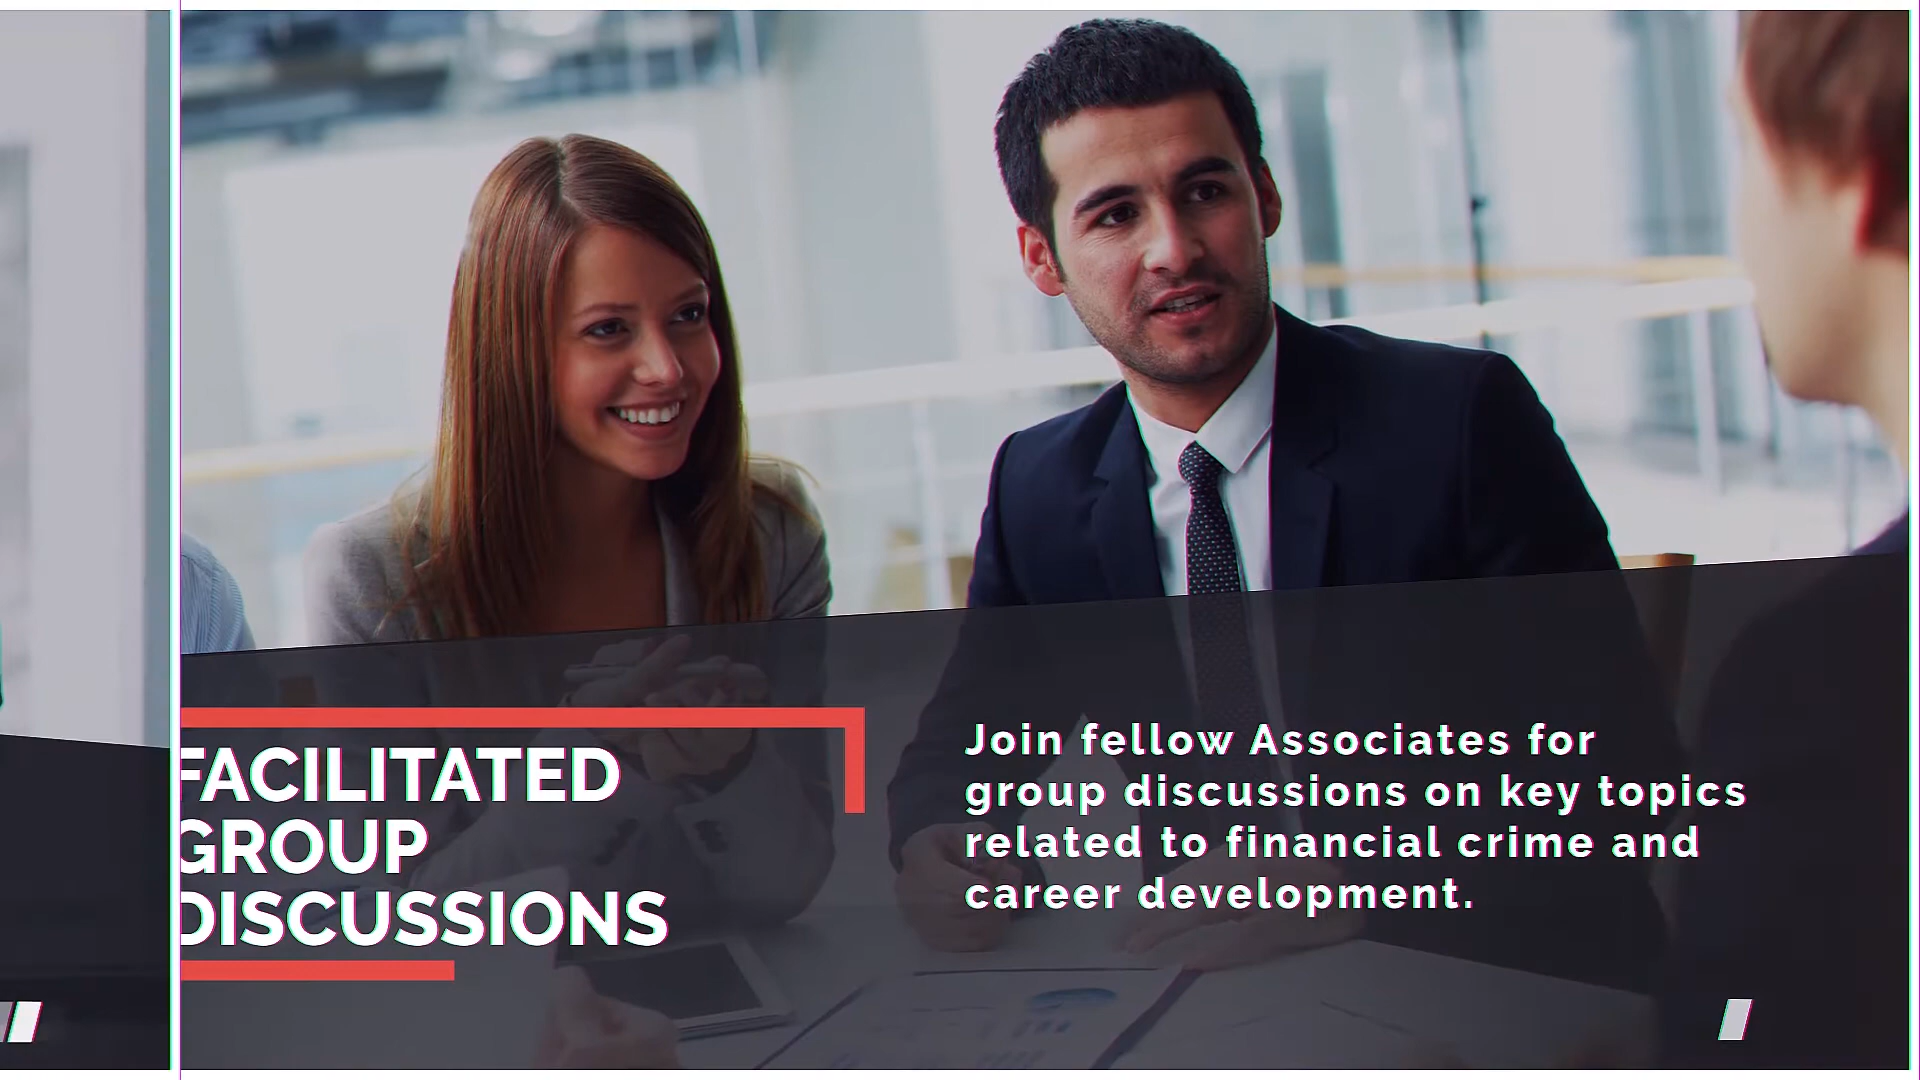 FACILITATED
GROUP
DISCUSSIONS
Join fellow Associates for
group discussions on key topics
related to financial crime and
career development.